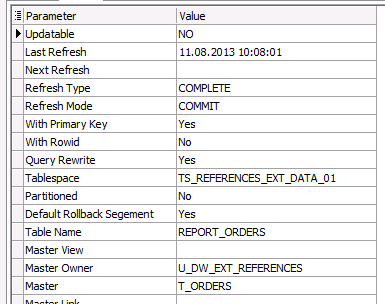 Parameter Value
Updatable NO
Last Refresh 11.08.2013 10:08:01
Next Refresh
Refresh Type COMPLETE
Refresh Mode COMMIT
With Primary Key Yes
With Rowid No
Query Rewrite Yes
Tablespace TS_REFERENCES_EXT_DATA_01
Partitioned No
Default Rollback Segement Yes
Table Name REPORT_ORDERS
Master View
Master Owner U_DW_EXT_REFERENCES
Master T_ORDERS
Master Link